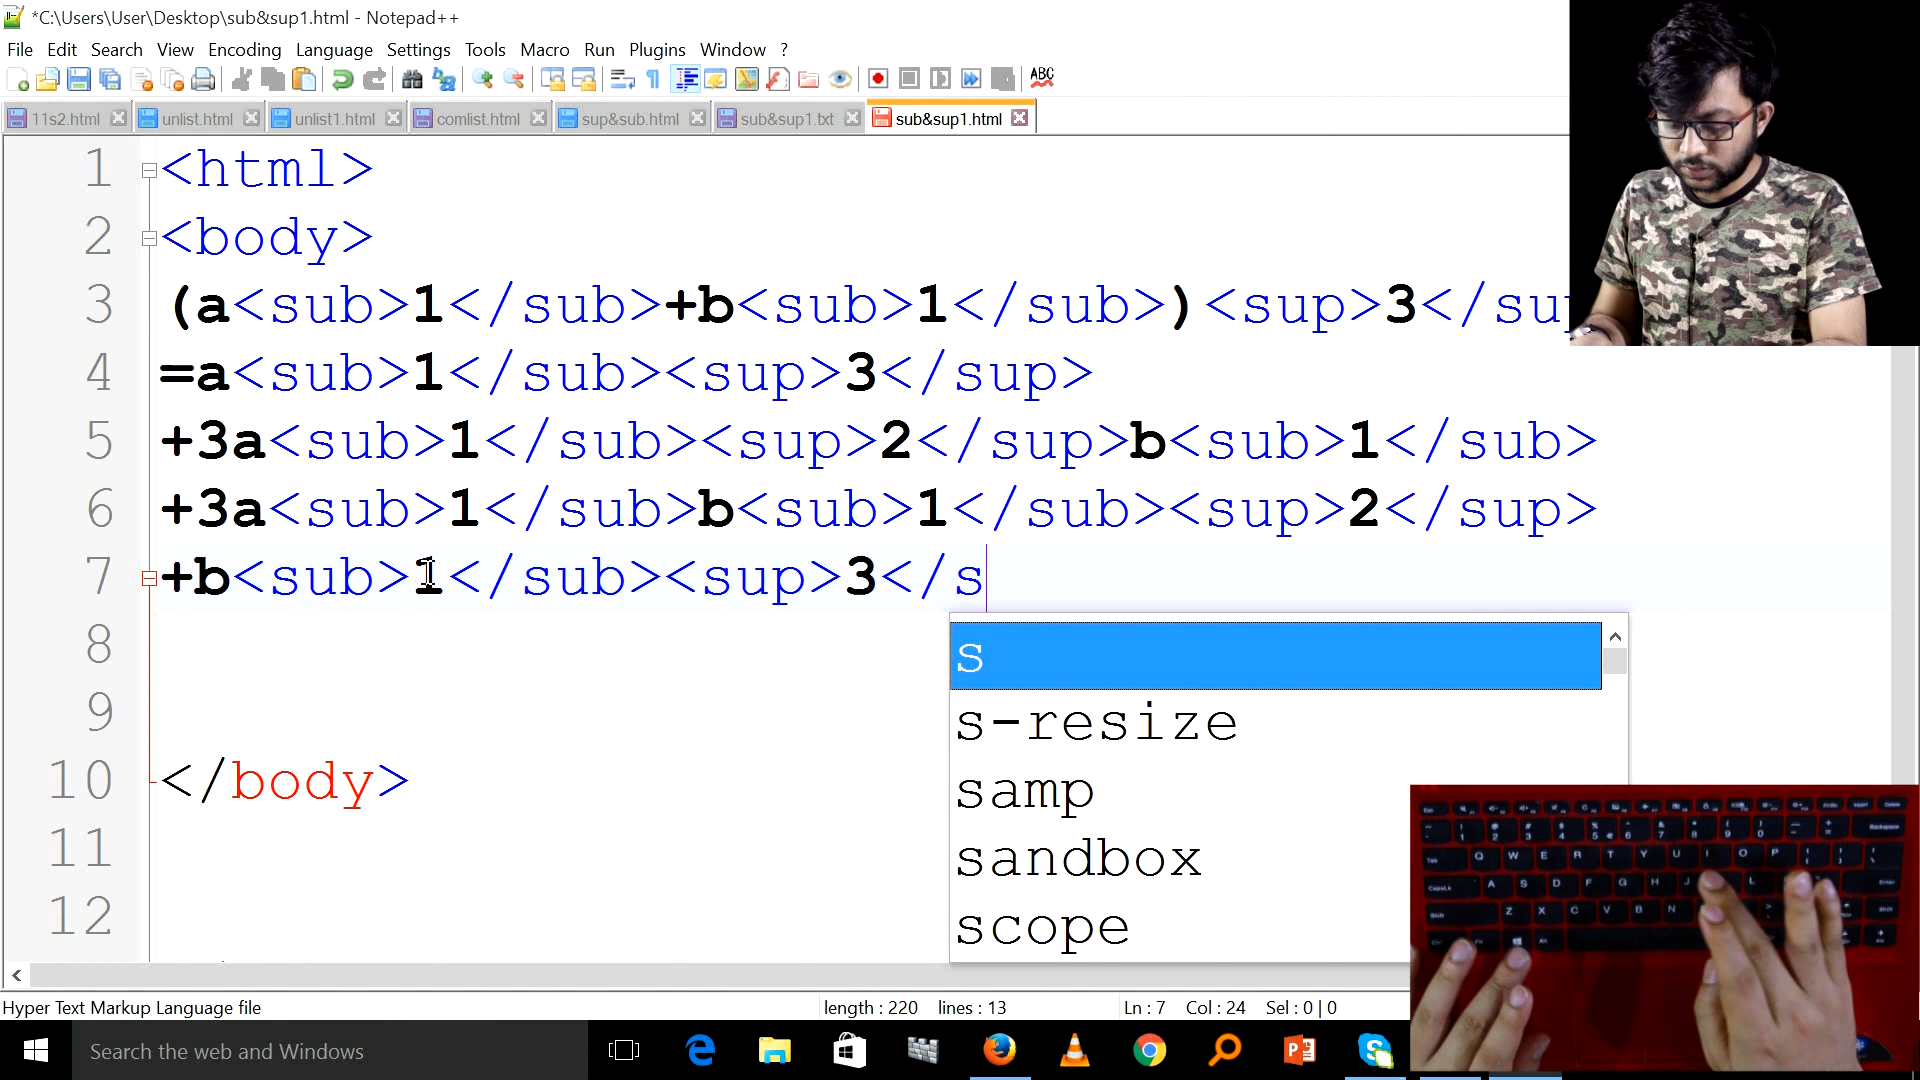 *C:\Users\User\Desktop\sub&sup1.html - Notepad++
File Edit Search View Encoding Language Settings Tools Macro Run Plugins Window ?
ABC
11s2.html unlist.html unlist1.html comlist.html sup&sub.html sub&sup1.txt sub&sup1.html
1 <html>
2 <body>
3 (a<sub>1</sub>+b<sub>1</sub>)<sup>3</sup
4 =a<sub>1</sub><sup>3</sup>
5 +3a<sub>1</sub><sup>2</sup>b<sub>1</sub>
6 +3a<sub>1</sub>b<sub>1</sub><sup>2</sup>
7 +b<sub>1</sub><sup>3</s
8
9
10 </body>
11
12
s
s-resize
samp
sandbox
scope
Hyper Text Markup Language file length : 220 lines : 13 Ln : 7 Col : 24 Sel : 0 | 0
Search the web and Windows